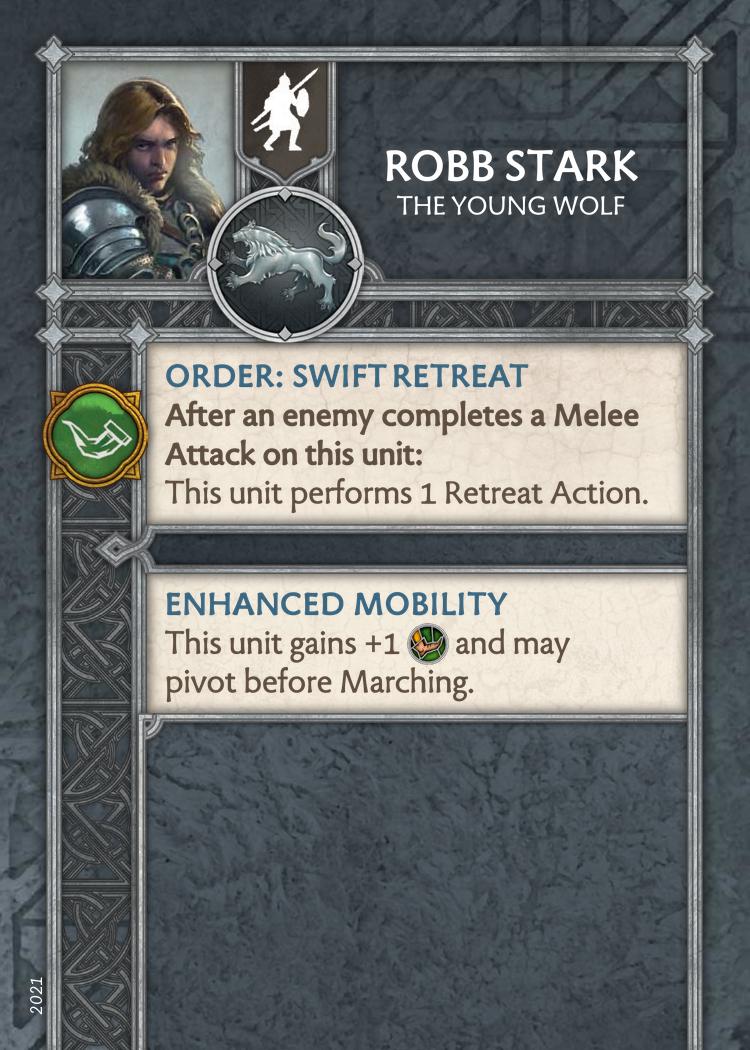 ROBB STARK
THE YOUNG WOLF
ORDER: SWIFT RETREAT
After an enemy completes a Melee
Attack on this unit:
This unit performs 1 Retreat Action.
ENHANCED MOBILITY
This unit gains +1 and may
pivot before Marching.
2021